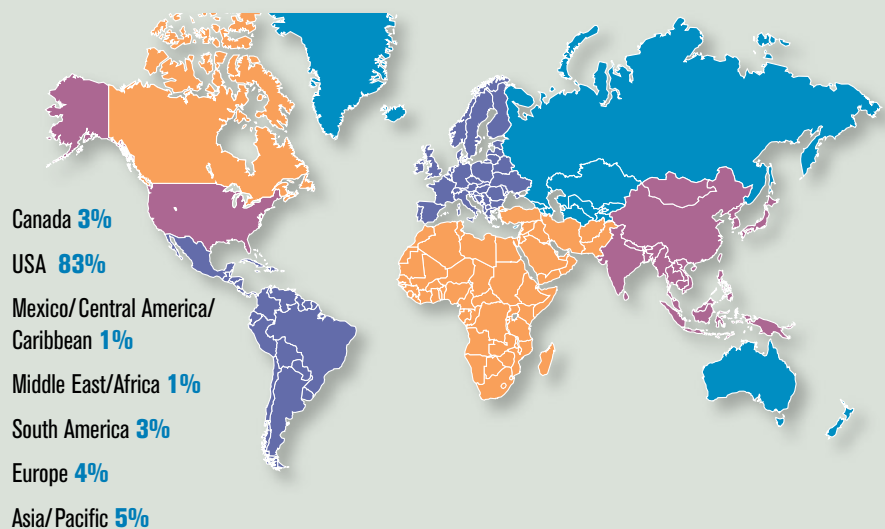 Canada 3%
USA 83%
Mexico/Central America/
Caribbean 1%
Middle East/Africa 1%
South America 3%
Europe 4%
Asia/Pacific 5%